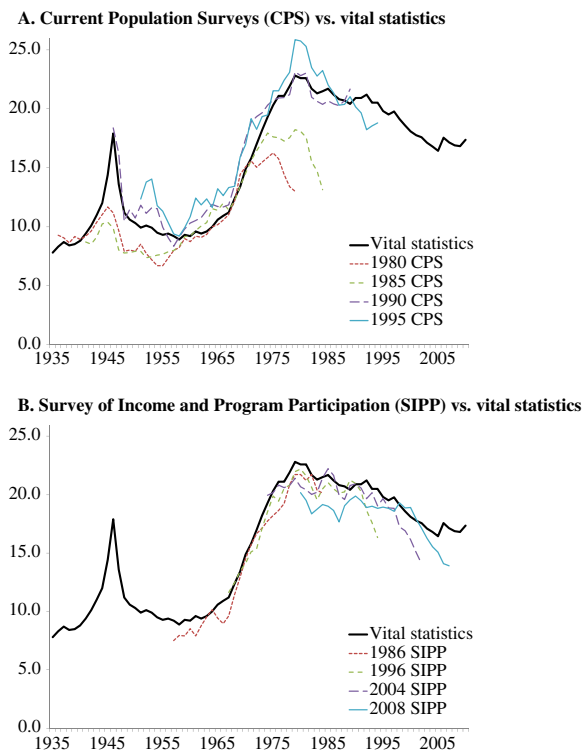 A. Current Population Surveys (CPS) vs. vital statistics
25.0
20.0
15.0
10.0
5.0
0.0
Vital statistics
1980 CPS
1985 CPS
1990 CPS
1995 CPS
1935 1945 1955 1965 1975 1985 1995 2005
B. Survey of Income and Program Participation (SIPP) vs. vital statistics
25.0
20.0
15.0
10.0
5.0
0.0
Vital statistics
1986 SIPP
1996 SIPP
2004 SIPP
2008 SIPP
1935 1945 1955 1965 1975 1985 1995 2005